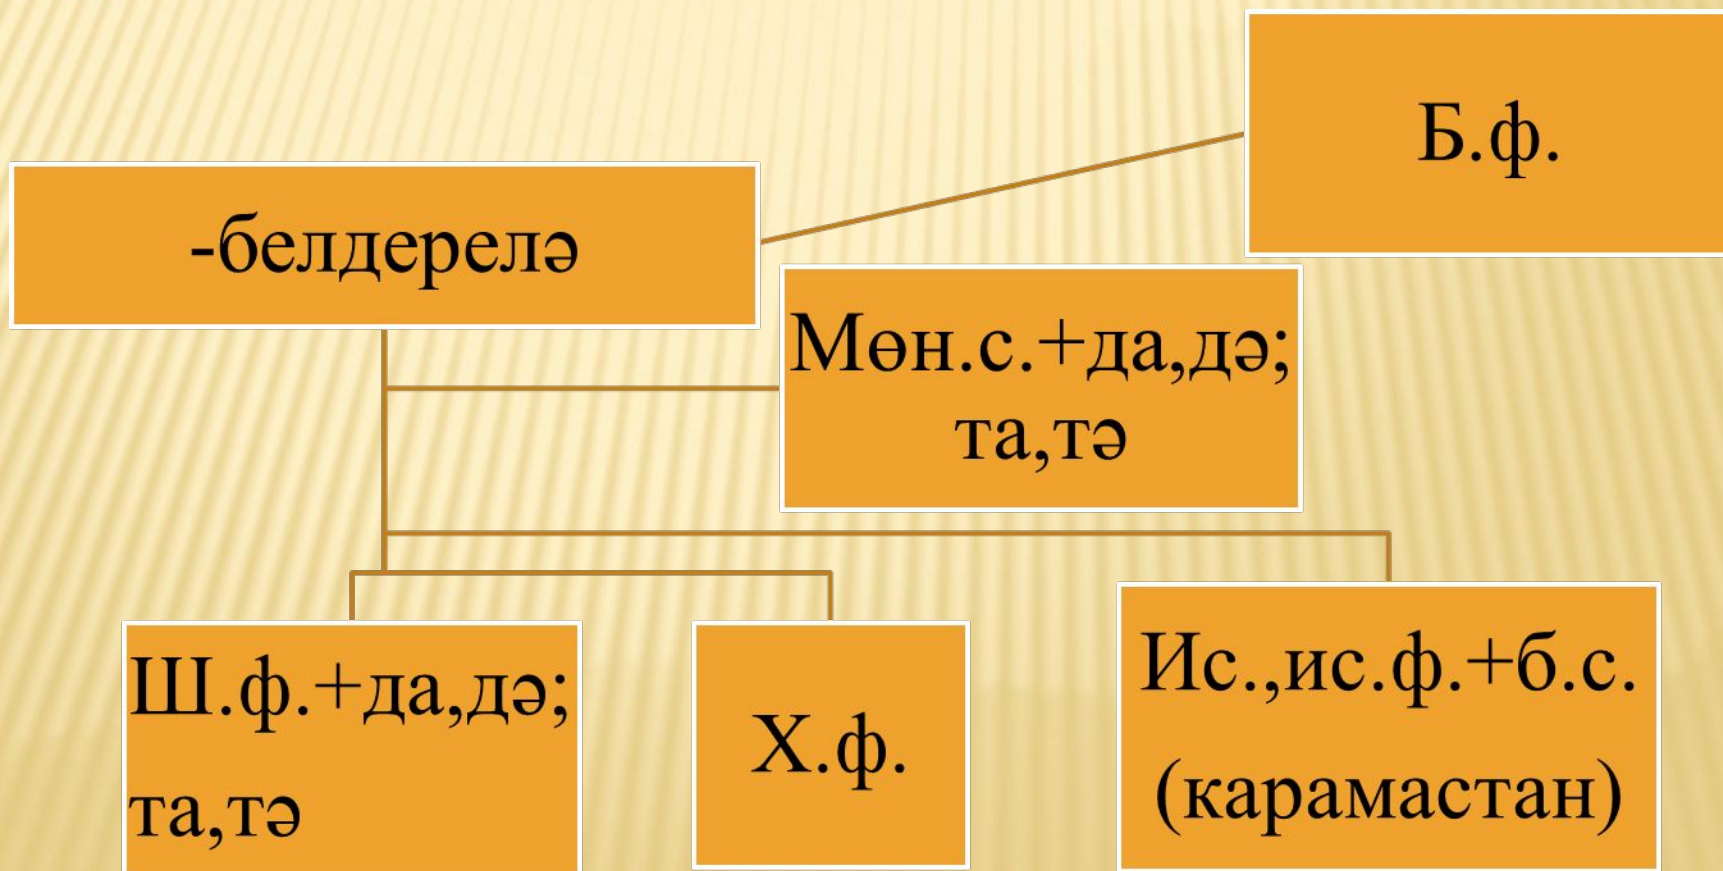 Б.ф.
-белдерелә
Мөн.с.+да,дә;
та,тә
Ш.ф.+да,дә;
та,тә
Х.ф.
Ис.,ис.ф.+б.с.
(карамастан)